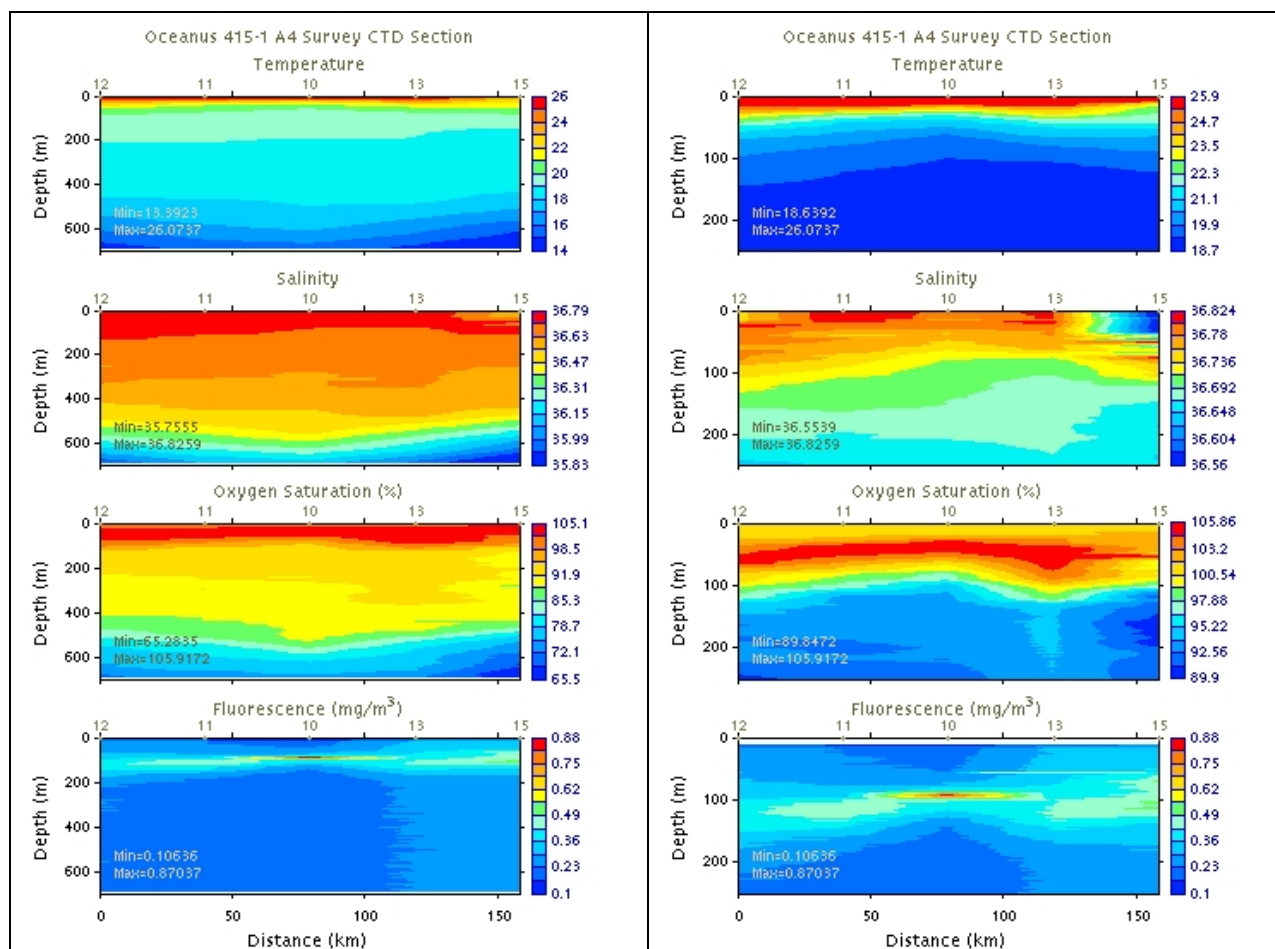 Oceanus 415-1 A4 Survey CTD Section
Temperature
12 11 10 13 15
0
200
400
600
Depth (m)
Min=13.3923
Max=26.0737
26
24
22
20
18
16
14
Salinity
12 11 10 13 15
0
200
400
600
Depth (m)
Min=35.7555
Max=36.8259
36.79
36.63
36.47
36.31
36.15
35.99
35.83
Oxygen Saturation (%)
12 11 10 13 15
0
200
400
600
Depth (m)
Min=65.2835
Max=105.9172
105.1
98.5
91.9
85.3
78.7
72.1
65.5
Fluorescence (mg/m³)
12 11 10 13 15
0
200
400
600
Depth (m)
Min=0.10636
Max=0.87037
0.88
0.75
0.62
0.49
0.36
0.23
0.1
0 50 100 150
Distance (km)
Oceanus 415-1 A4 Survey CTD Section
Temperature
12 11 10 13 15
0
100
200
Depth (m)
Min=18.6392
Max=26.0737
25.9
24.7
23.5
22.3
21.1
19.9
18.7
Salinity
12 11 10 13 15
0
100
200
Depth (m)
Min=36.5539
Max=36.8259
36.824
36.78
36.736
36.692
36.648
36.604
36.56
Oxygen Saturation (%)
12 11 10 13 15
0
100
200
Depth (m)
Min=89.8472
Max=105.9172
105.86
103.2
100.54
97.88
95.22
92.56
89.9
Fluorescence (mg/m³)
12 11 10 13 15
0
100
200
Depth (m)
Min=0.10636
Max=0.87037
0.88
0.75
0.62
0.49
0.36
0.23
0.1
0 50 100 150
Distance (km)